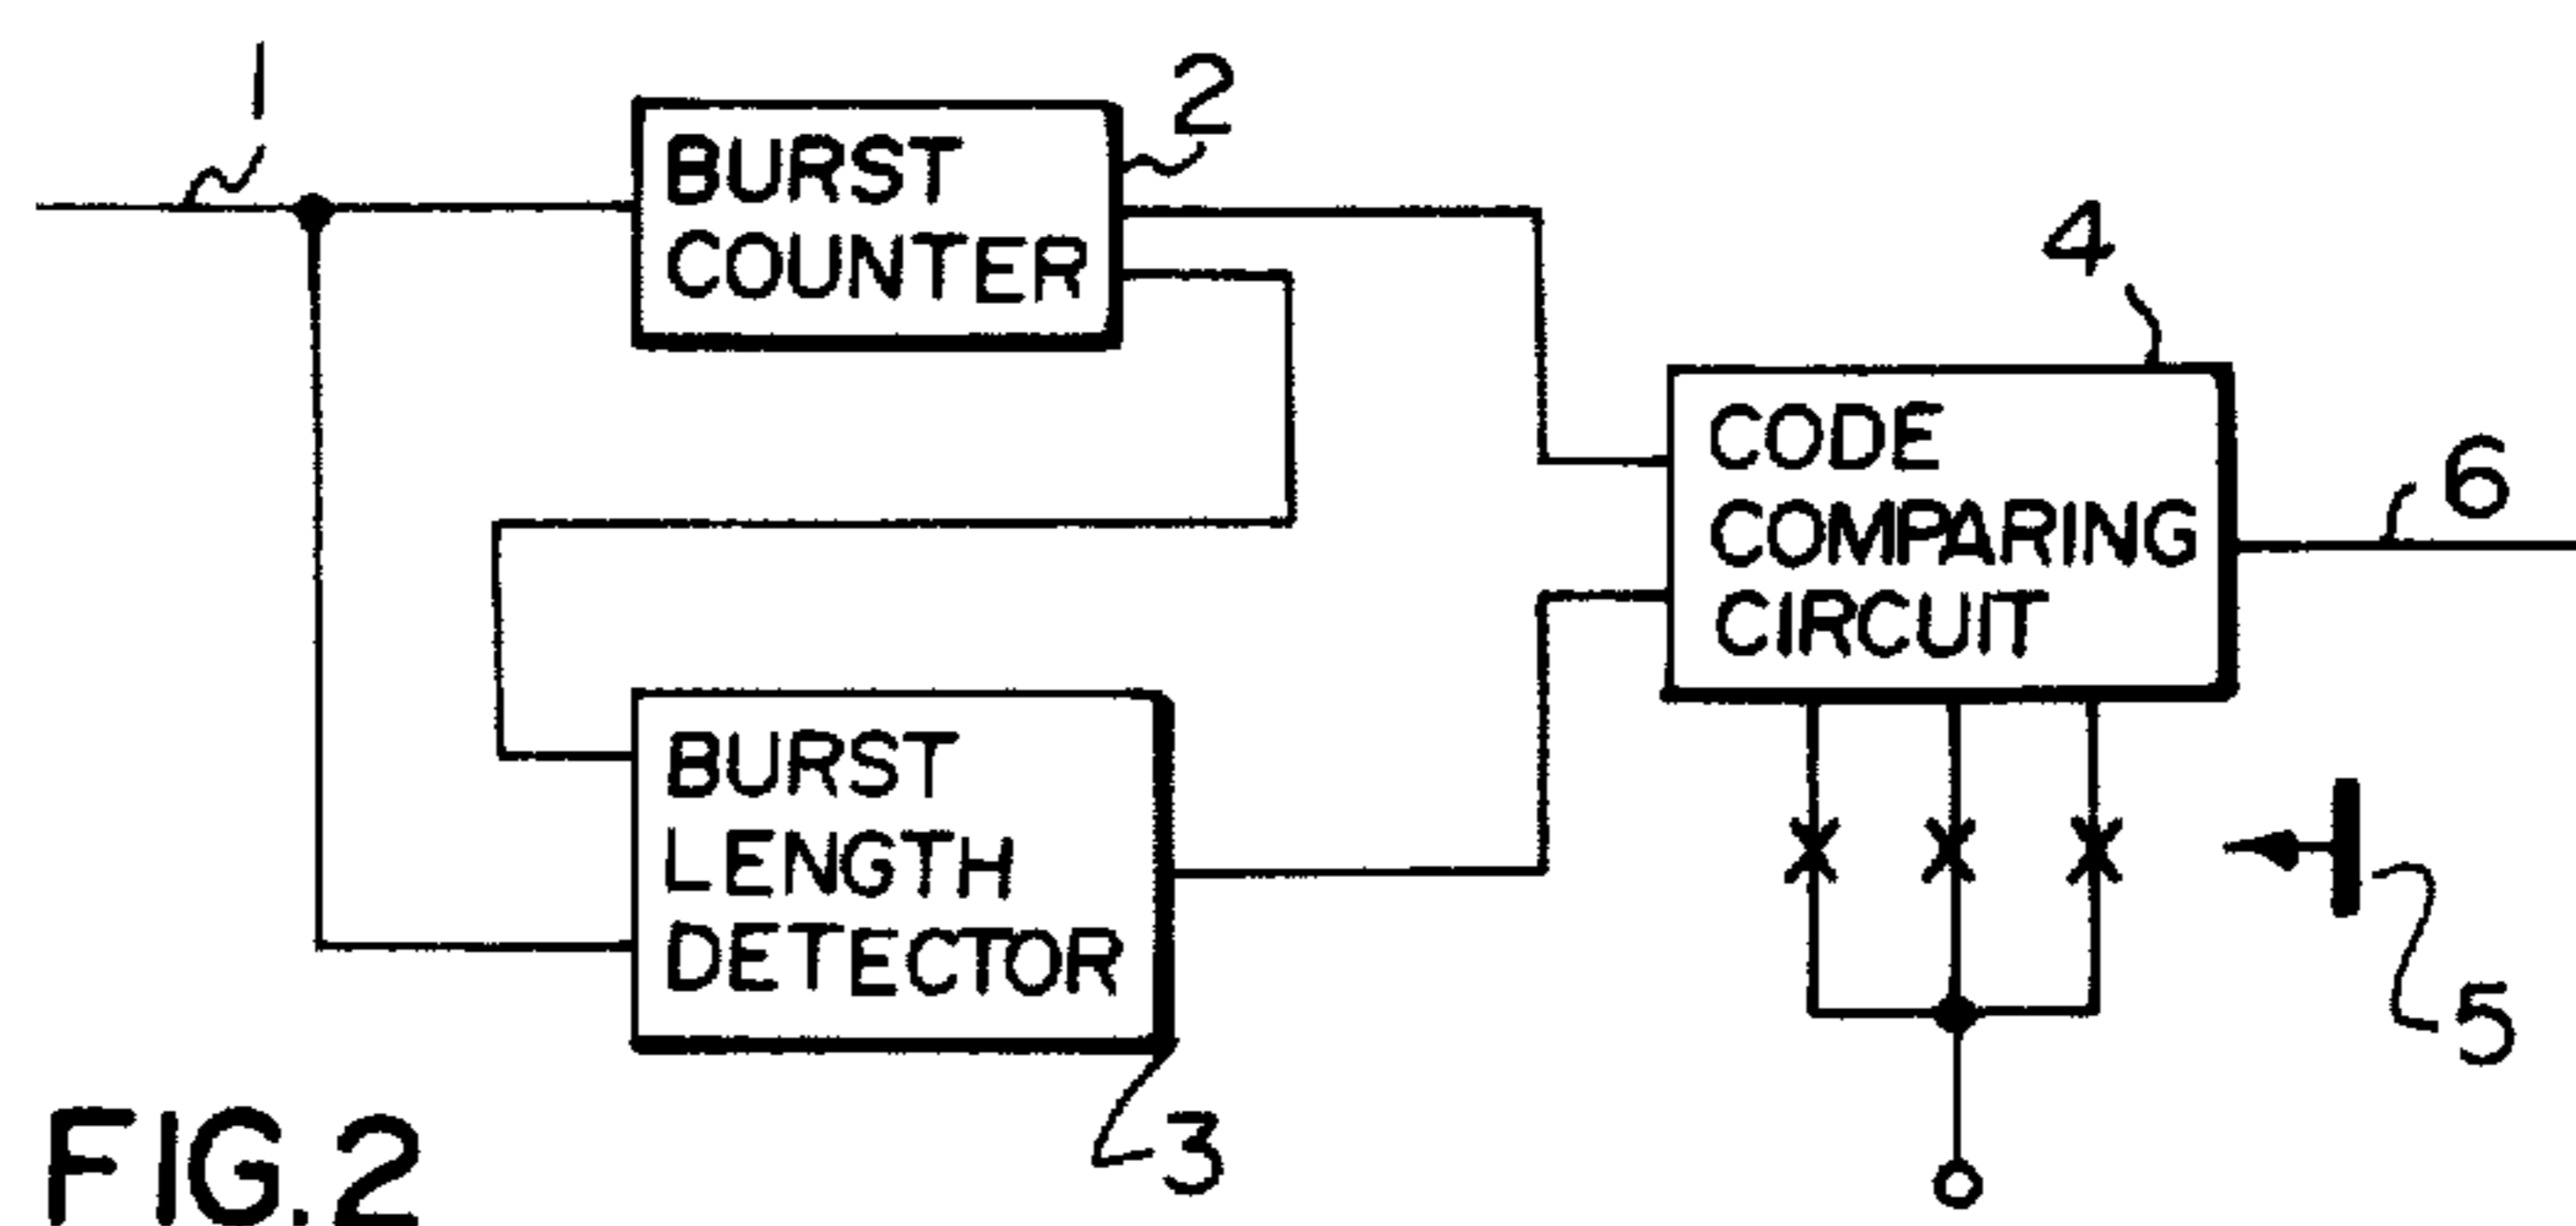 1
2
BURST
COUNTER
4
CODE
COMPARING
CIRCUIT
6
BURST
LENGTH
DETECTOR
5
3
FIG.2